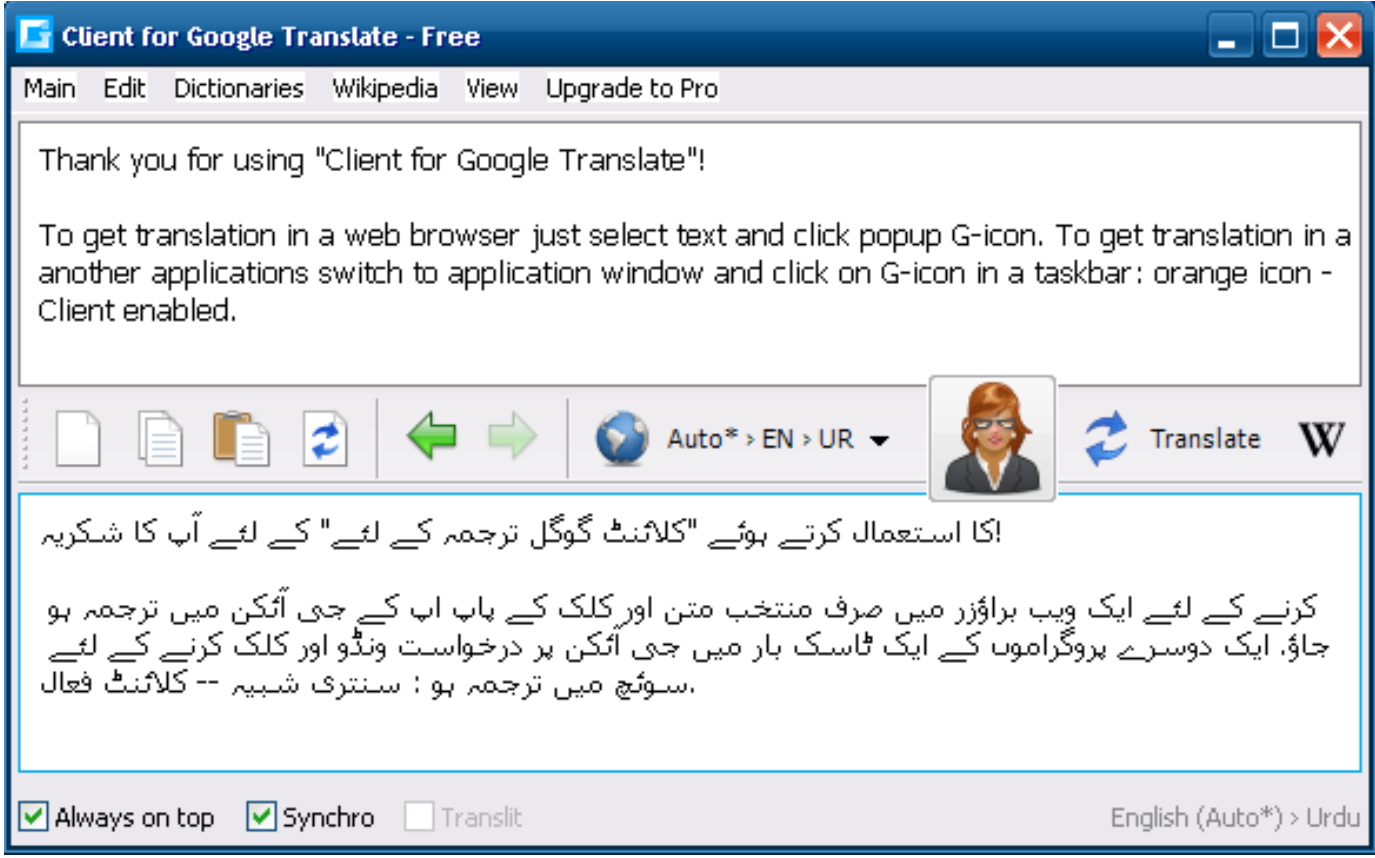 Client for Google Translate - Free
Main Edit Dictionaries Wikipedia View Upgrade to Pro
Thank you for using "Client for Google Translate"!
To get translation in a web browser just select text and click popup G-icon. To get translation in a
another applications switch to application window and click on G-icon in a taskbar: orange icon -
Client enabled.
Auto* > EN > UR Translate W
کا استعمال کرتے ہوئے "کلائنٹ گوگل ترجمہ کے لئے" کے لئے آپ کا شکریہ!
کرنے کے لئے ایک ویب براؤزر میں صرف منتخب متن اور کلک کے پاپ اپ کے جی آئکن میں ترجمہ ہو
جاؤ. ایک دوسرے پروگراموں کے ایک ٹاسک بار میں جی آئکن پر درخواست ونڈو اور کلک کرنے کے لئے
سوئچ میں ترجمہ ہو : سنتری شبیہ -- کلائنٹ فعال.
Always on top Synchro Translit English (Auto*) > Urdu